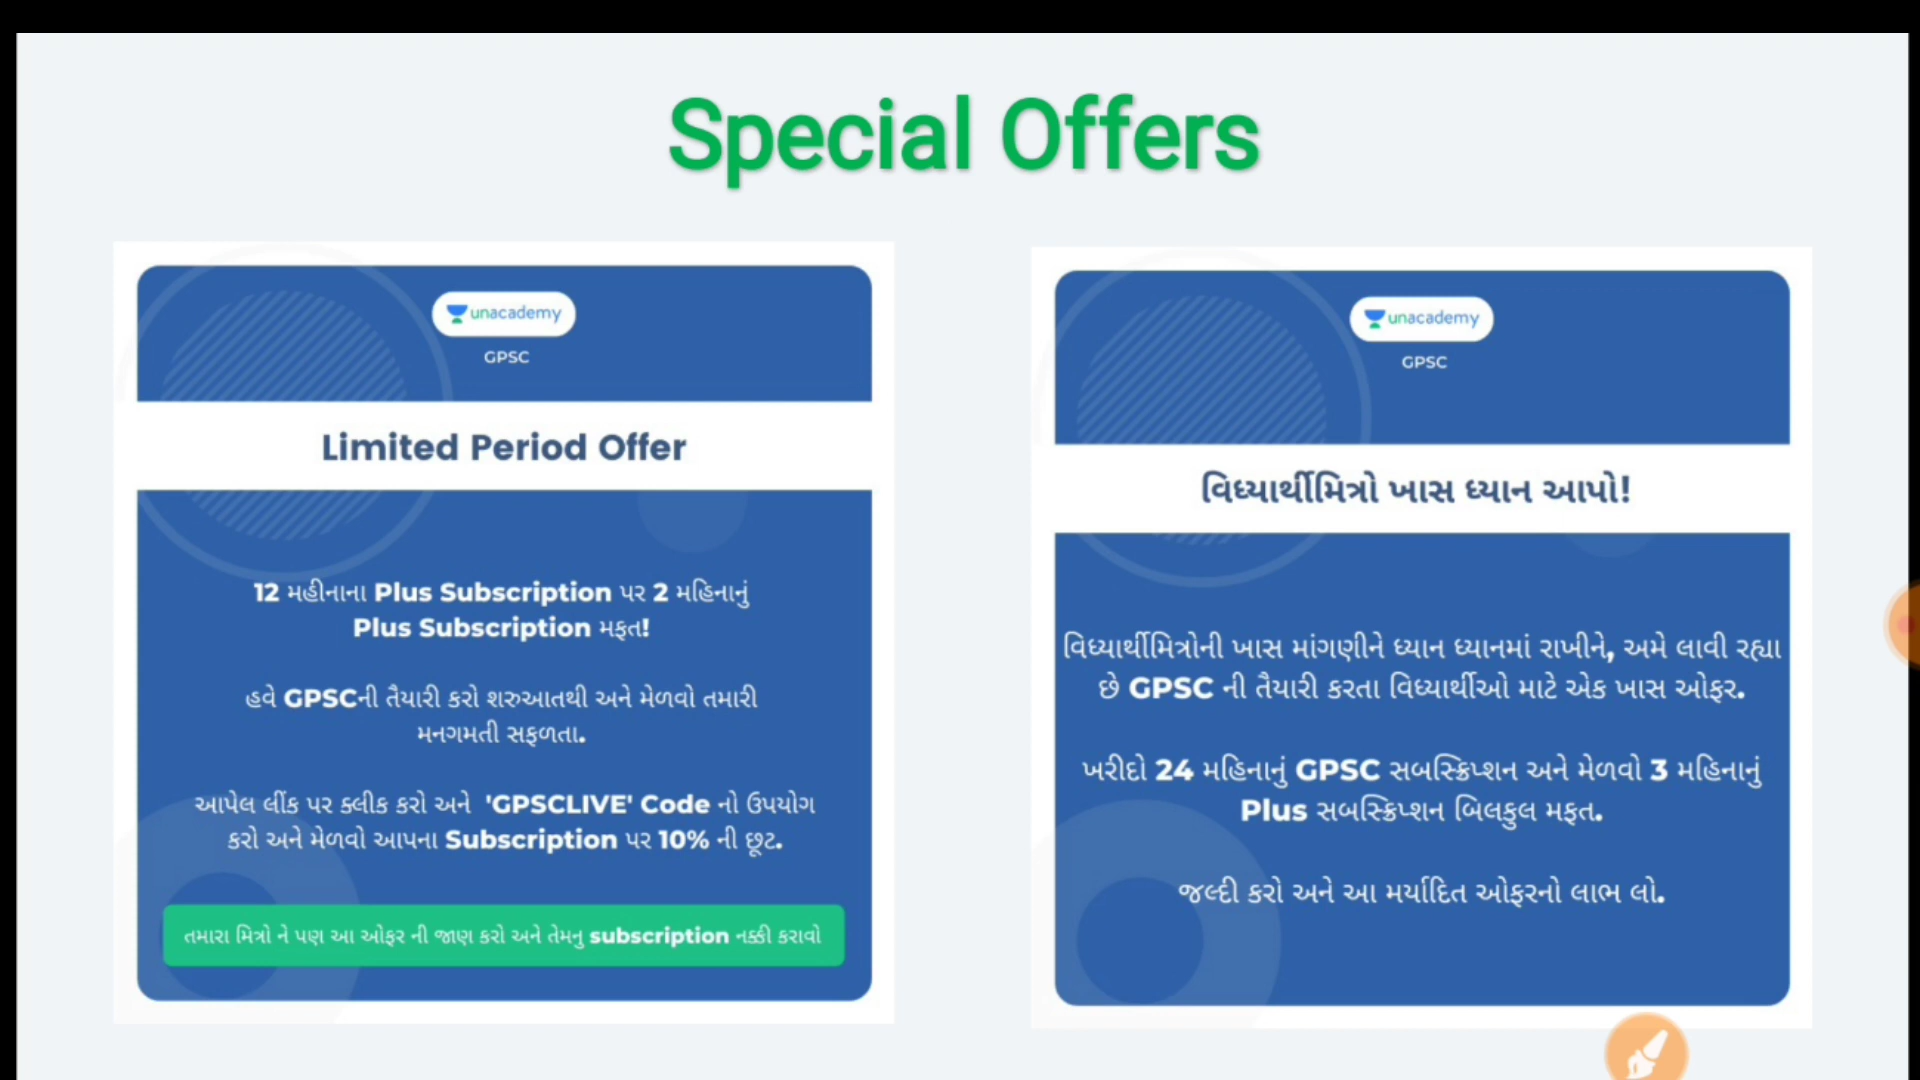 Special Offers
unacademy
GPSC
Limited Period Offer
12 મહીનાના Plus Subscription પર 2 મહિનાનું
Plus Subscription મફત!
હવે GPSCની તૈયારી કરો શરુઆતથી અને મેળવો તમારી
મનગમતી સફળતા.
આપેલ લીંક પર ક્લીક કરો અને 'GPSCLIVE' Code નો ઉપયોગ
કરો અને મેળવો આપના Subscription પર 10% ની છૂટ.
તમારા મિત્રો ને પણ આ ઓફર ની જાણ કરો અને તેમનુ subscription નક્કી કરાવો
unacademy
GPSC
વિધ્યાર્થીમિત્રો ખાસ ધ્યાન આપો!
વિધ્યાર્થીમિત્રોની ખાસ માંગણીને ધ્યાન ધ્યાનમાં રાખીને, અમે લાવી રહ્યા
છે GPSC ની તૈયારી કરતા વિધ્યાર્થીઓ માટે એક ખાસ ઓફર.
ખરીદો 24 મહિનાનું GPSC સબસ્ક્રિપ્શન અને મેળવો 3 મહિનાનું
Plus સબસ્ક્રિપ્શન બિલકુલ મફત.
જલ્દી કરો અને આ મર્યાદિત ઓફરનો લાભ લો.